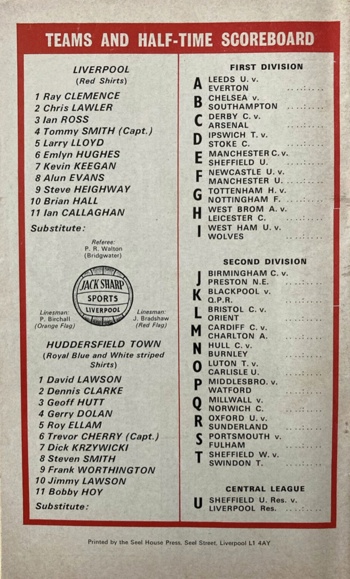 TEAMS AND HALF-TIME SCOREBOARD
LIVERPOOL
(Red Shirts)
1 Ray CLEMENCE
2 Chris LAWLER
3 Ian ROSS
4 Tommy SMITH (Capt.)
5 Larry LLOYD
6 Emlyn HUGHES
7 Kevin KEEGAN
8 Alun EVANS
9 Steve HEIGHWAY
10 Brian HALL
11 Ian CALLAGHAN
Substitute:
Referee:
P. R. Walton
(Bridgwater)
JACK SHARP
SPORTS
LIVERPOOL
Linesman:
P. Birchall
(Orange Flag)
Linesman:
J. Bradshaw
(Red Flag)
HUDDERSFIELD TOWN
(Royal Blue and White striped
Shirts)
1 David LAWSON
2 Dennis CLARKE
3 Geoff HUTT
4 Gerry DOLAN
5 Roy ELLAM
6 Trevor CHERRY (Capt.)
7 Dick KRZYWICKI
8 Steven SMITH
9 Frank WORTHINGTON
10 Jimmy LAWSON
11 Bobby HOY
Substitute:
FIRST DIVISION
A LEEDS U. v.
EVERTON
B CHELSEA v.
SOUTHAMPTON
C DERBY C. v.
ARSENAL
D IPSWICH T. v.
STOKE C.
E MANCHESTER C. v.
SHEFFIELD U.
F NEWCASTLE U. v.
MANCHESTER U.
G TOTTENHAM H. v.
NOTTINGHAM F.
H WEST BROM A. v.
LEICESTER C.
I WEST HAM U. v.
WOLVES
SECOND DIVISION
J BIRMINGHAM C. v.
PRESTON N.E.
K BLACKPOOL v.
Q.P.R.
L BRISTOL C. v.
ORIENT
M CARDIFF C. v.
CHARLTON A.
N HULL C. v.
BURNLEY
O LUTON T. v.
CARLISLE U.
P MIDDLESBRO. v.
WATFORD
Q MILLWALL v.
NORWICH C.
R OXFORD U. v.
SUNDERLAND
S PORTSMOUTH v.
FULHAM
T SHEFFIELD W. v.
SWINDON T.
CENTRAL LEAGUE
U SHEFFIELD U. Res. v.
LIVERPOOL Res.
Printed by the Seel House Press, Seel Street, Liverpool L1 4AY